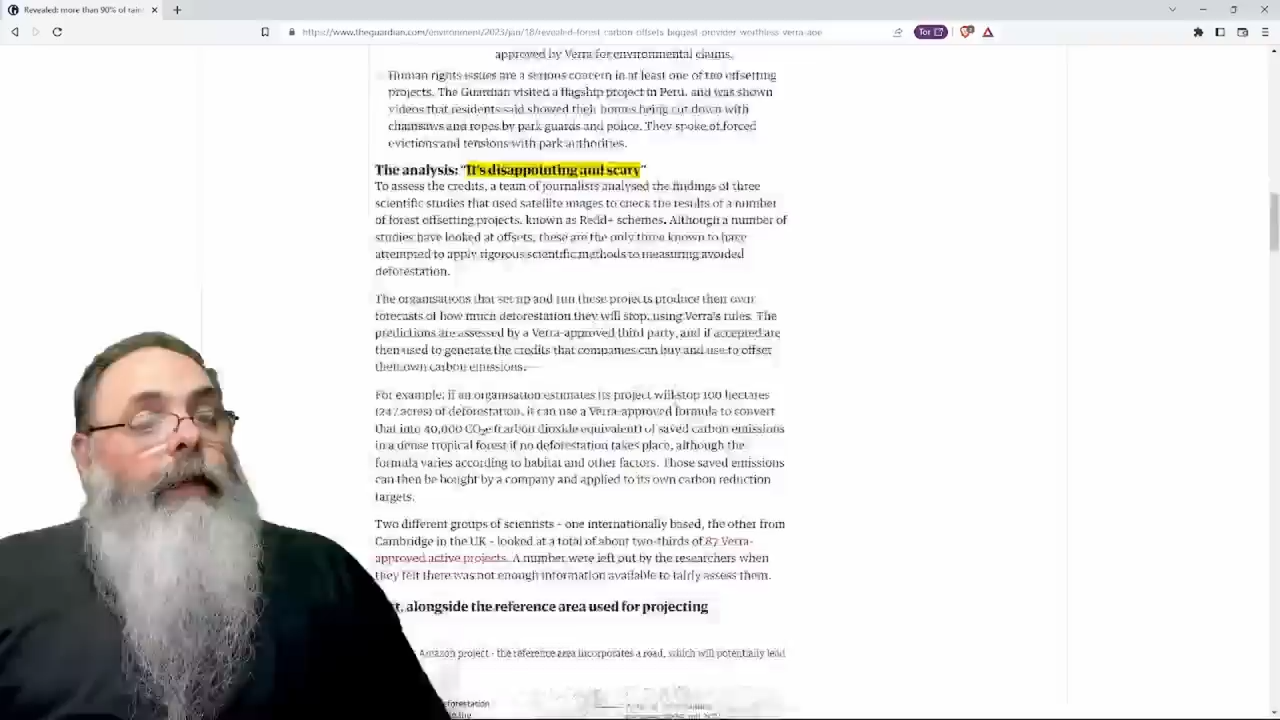 Revealed: more than 90% of rainf
https://www.theguardian.com/environment/2023/jan/18/revealed-forest-carbon-offsets-biggest-provider-worthless-verra-aoe
Tor
approved by Verra for environmental claims.
Human rights issues are a serious concern in at least one of the offsetting
projects. The Guardian visited a flagship project in Peru, and was shown
videos that residents said showed their homes being cut down with
chainsaws and ropes by park guards and police. They spoke of forced
evictions and tensions with park authorities.
The analysis: “It’s disappointing and scary”
To assess the credits, a team of journalists analysed the findings of three
scientific studies that used satellite images to check the results of a number
of forest offsetting projects, known as Redd+ schemes. Although a number of
studies have looked at offsets, these are the only three known to have
attempted to apply rigorous scientific methods to measuring avoided
deforestation.
The organisations that set up and run these projects produce their own
forecasts of how much deforestation they will stop, using Verra’s rules. The
predictions are assessed by a Verra-approved third party, and if accepted are
then used to generate the credits that companies can buy and use to offset
their own carbon emissions.
For example, if an organisation estimates its project will stop 100 hectares
(247 acres) of deforestation, it can use a Verra-approved formula to convert
that into 40,000 CO2e (carbon dioxide equivalent) of saved carbon emissions
in a dense tropical forest if no deforestation takes place, although the
formula varies according to habitat and other factors. Those saved emissions
can then be bought by a company and applied to its own carbon reduction
targets.
Two different groups of scientists – one internationally based, the other from
Cambridge in the UK – looked at a total of about two-thirds of 87 Verra-
approved active projects. A number were left out by the researchers when
they felt there was not enough information available to fairly assess them.
alongside the reference area used for projecting
Amazon project - the reference area incorporates a road, which will potentially lead